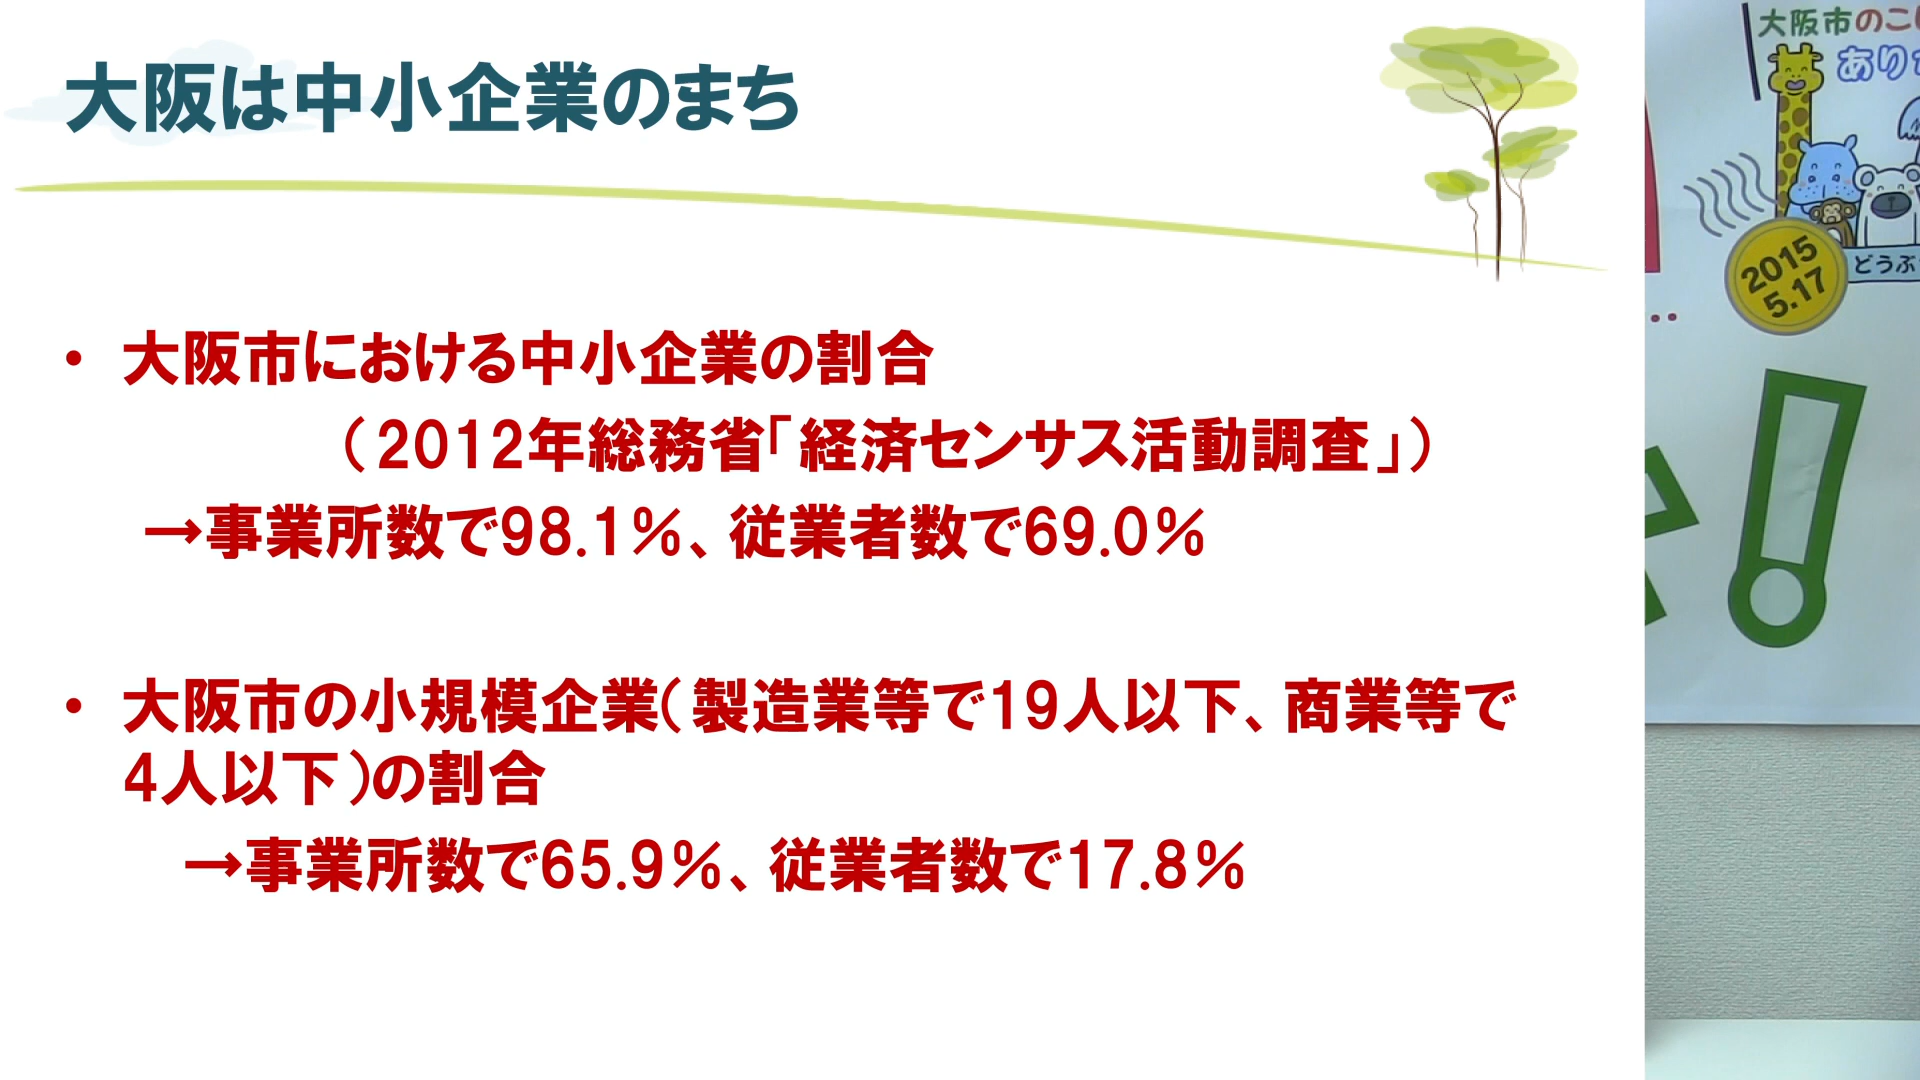 大阪は中小企業のまち
• 大阪市における中小企業の割合
（2012年総務省「経済センサス活動調査」）
→事業所数で98.1％、従業者数で69.0％
• 大阪市の小規模企業（製造業等で19人以下、商業等で
4人以下）の割合
→事業所数で65.9％、従業者数で17.8％
大阪市のこ
あり
2015
5.17
どうぶ
!